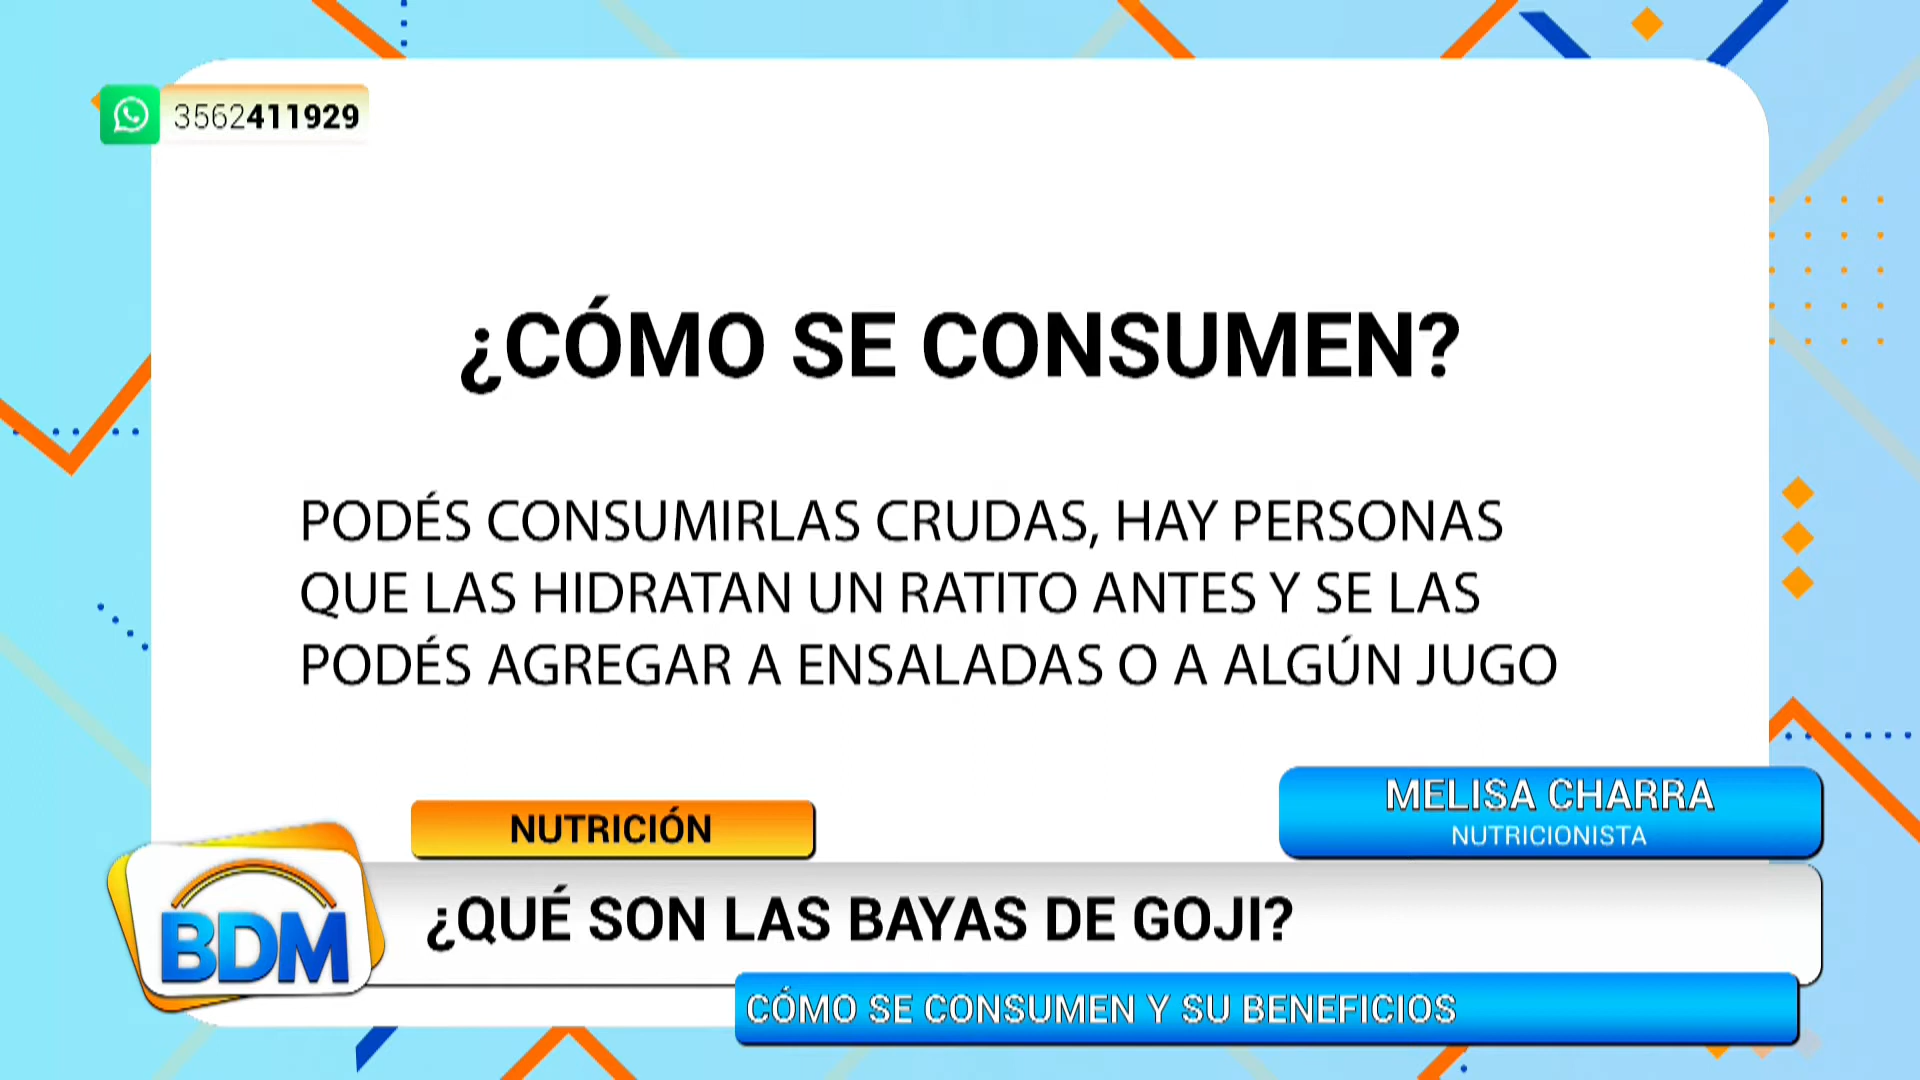 3562411929
¿CÓMO SE CONSUMEN?
PODÉS CONSUMIRLAS CRUDAS, HAY PERSONAS
QUE LAS HIDRATAN UN RATITO ANTES Y SE LAS
PODÉS AGREGAR A ENSALADAS O A ALGÚN JUGO
MELISA CHARRA
NUTRICIONISTA
NUTRICIÓN
BDM
¿QUÉ SON LAS BAYAS DE GOJI?
CÓMO SE CONSUMEN Y SU BENEFICIOS